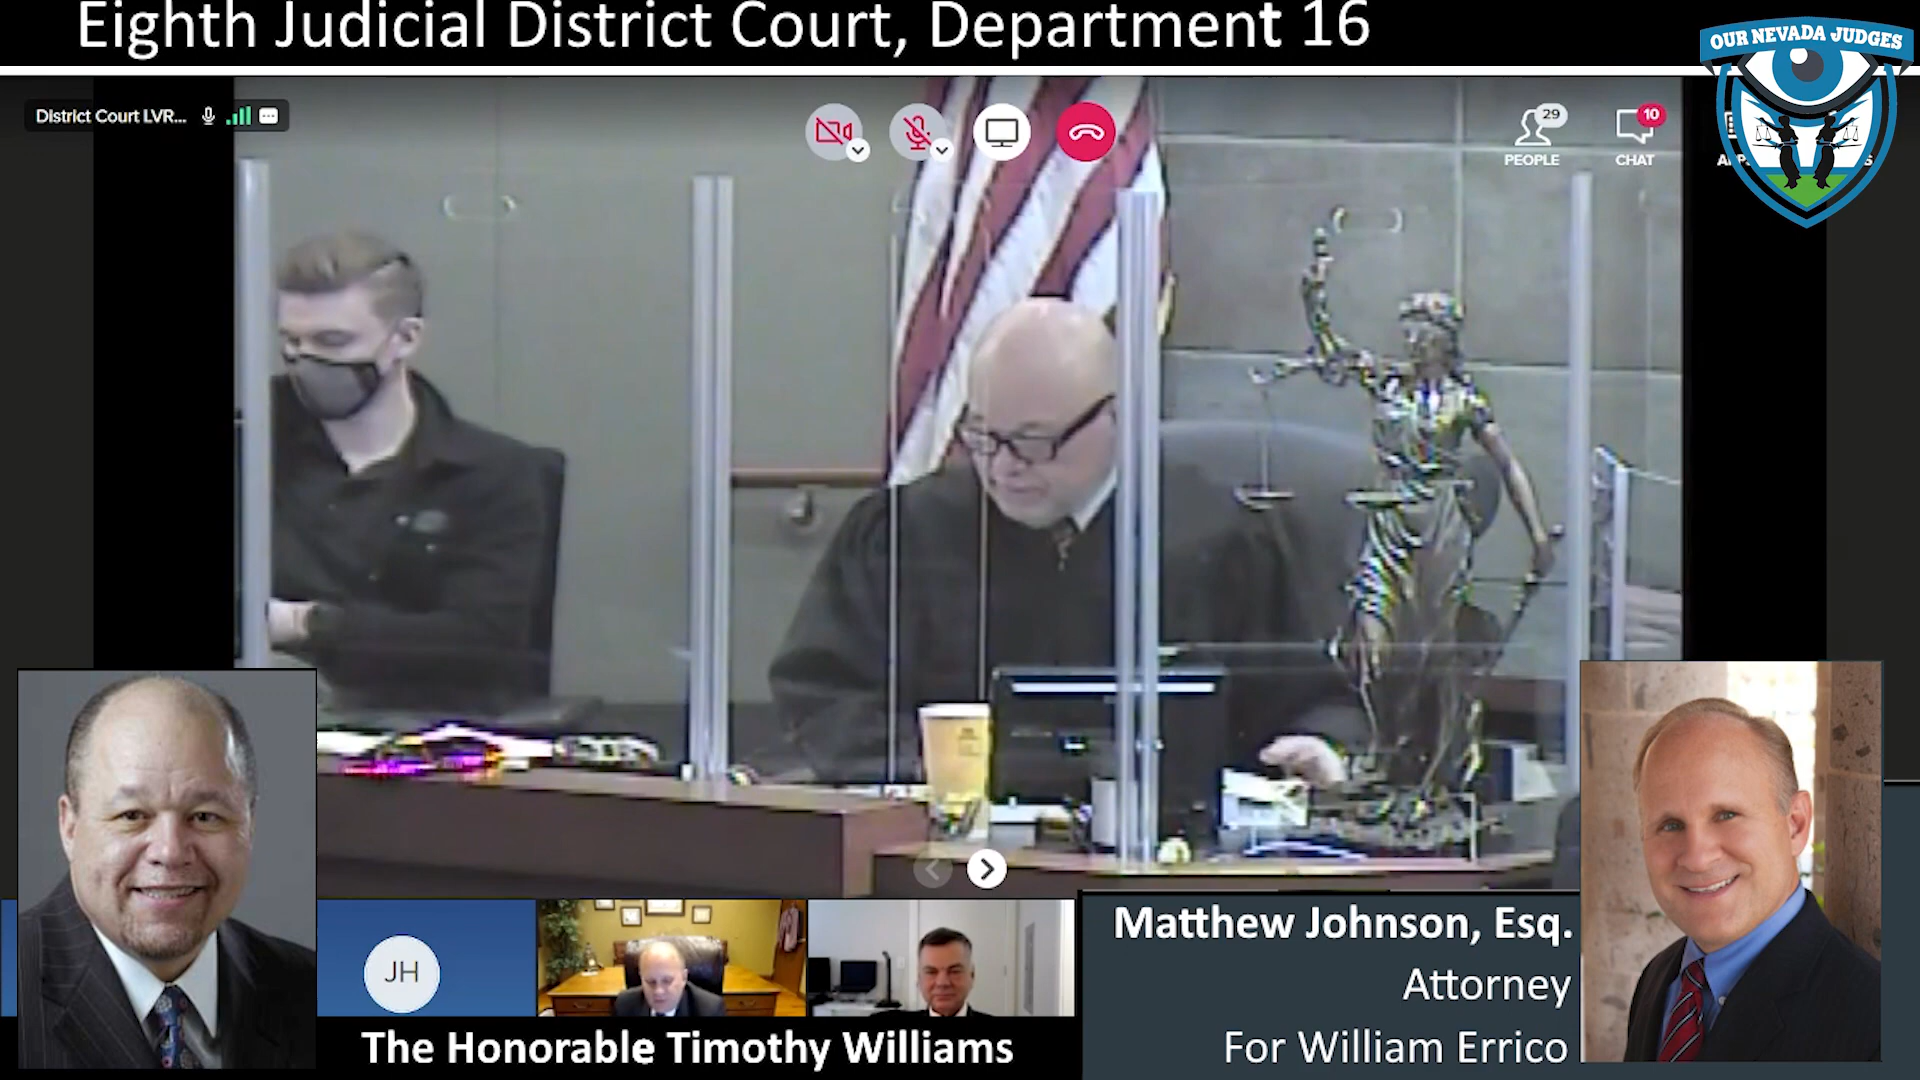 Eighth Judicial District Court, Department 16
OUR NEVADA JUDGES
District Court LVR...
29
PEOPLE
10
CHAT
JH
The Honorable Timothy Williams
Matthew Johnson, Esq.
Attorney
For William Errico